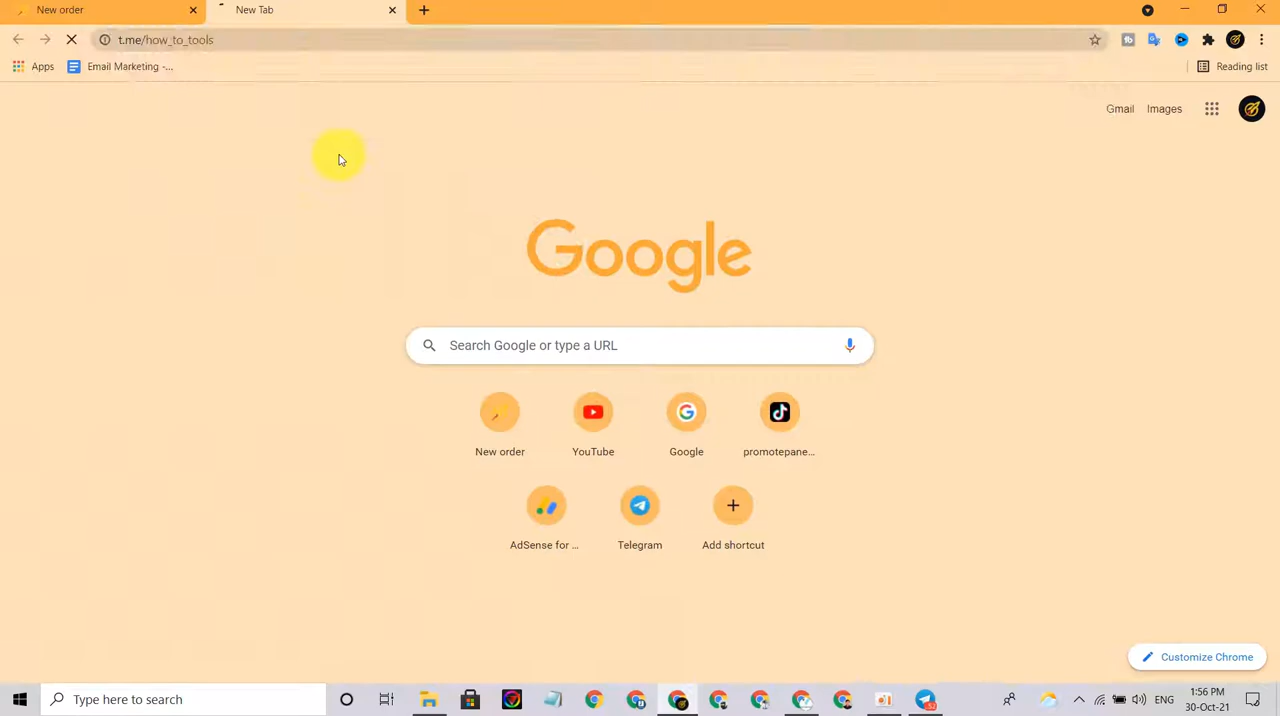 New order
New Tab
t.me/how_to_tools
Apps
Email Marketing -...
Reading list
Gmail
Images
Google
Search Google or type a URL
New order
YouTube
Google
promotepane...
AdSense for ...
Telegram
Add shortcut
Customize Chrome
Type here to search
ENG
1:56 PM
30-Oct-21